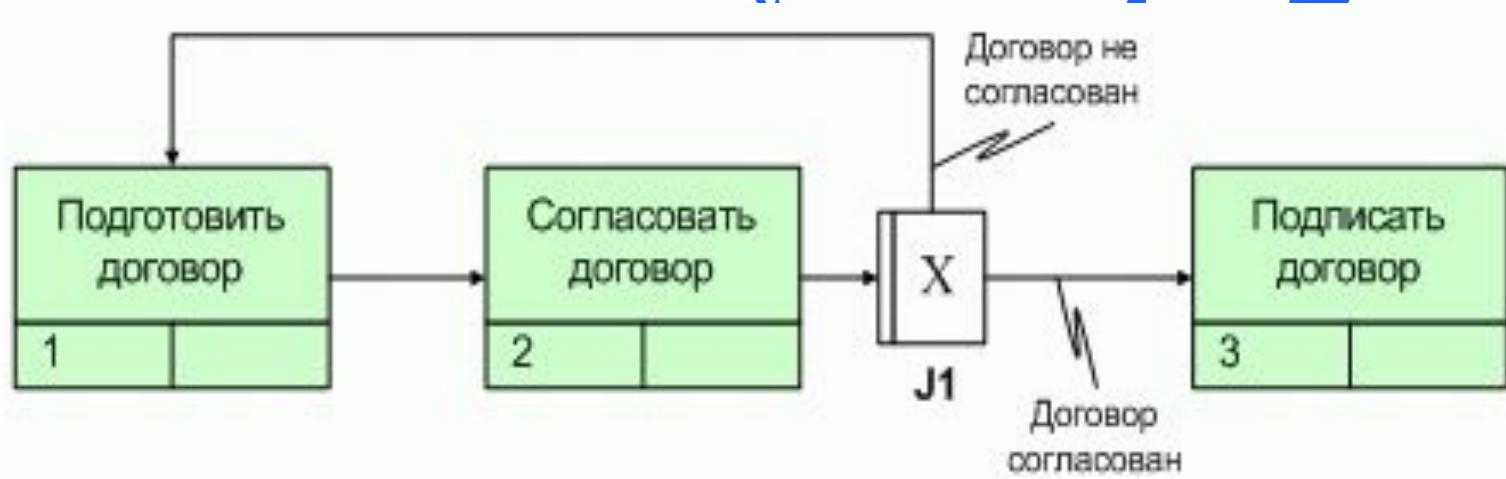 Договор не
согласован
Подготовить
договор
1
Согласовать
договор
2
X
J1
Подписать
договор
3
Договор
согласован